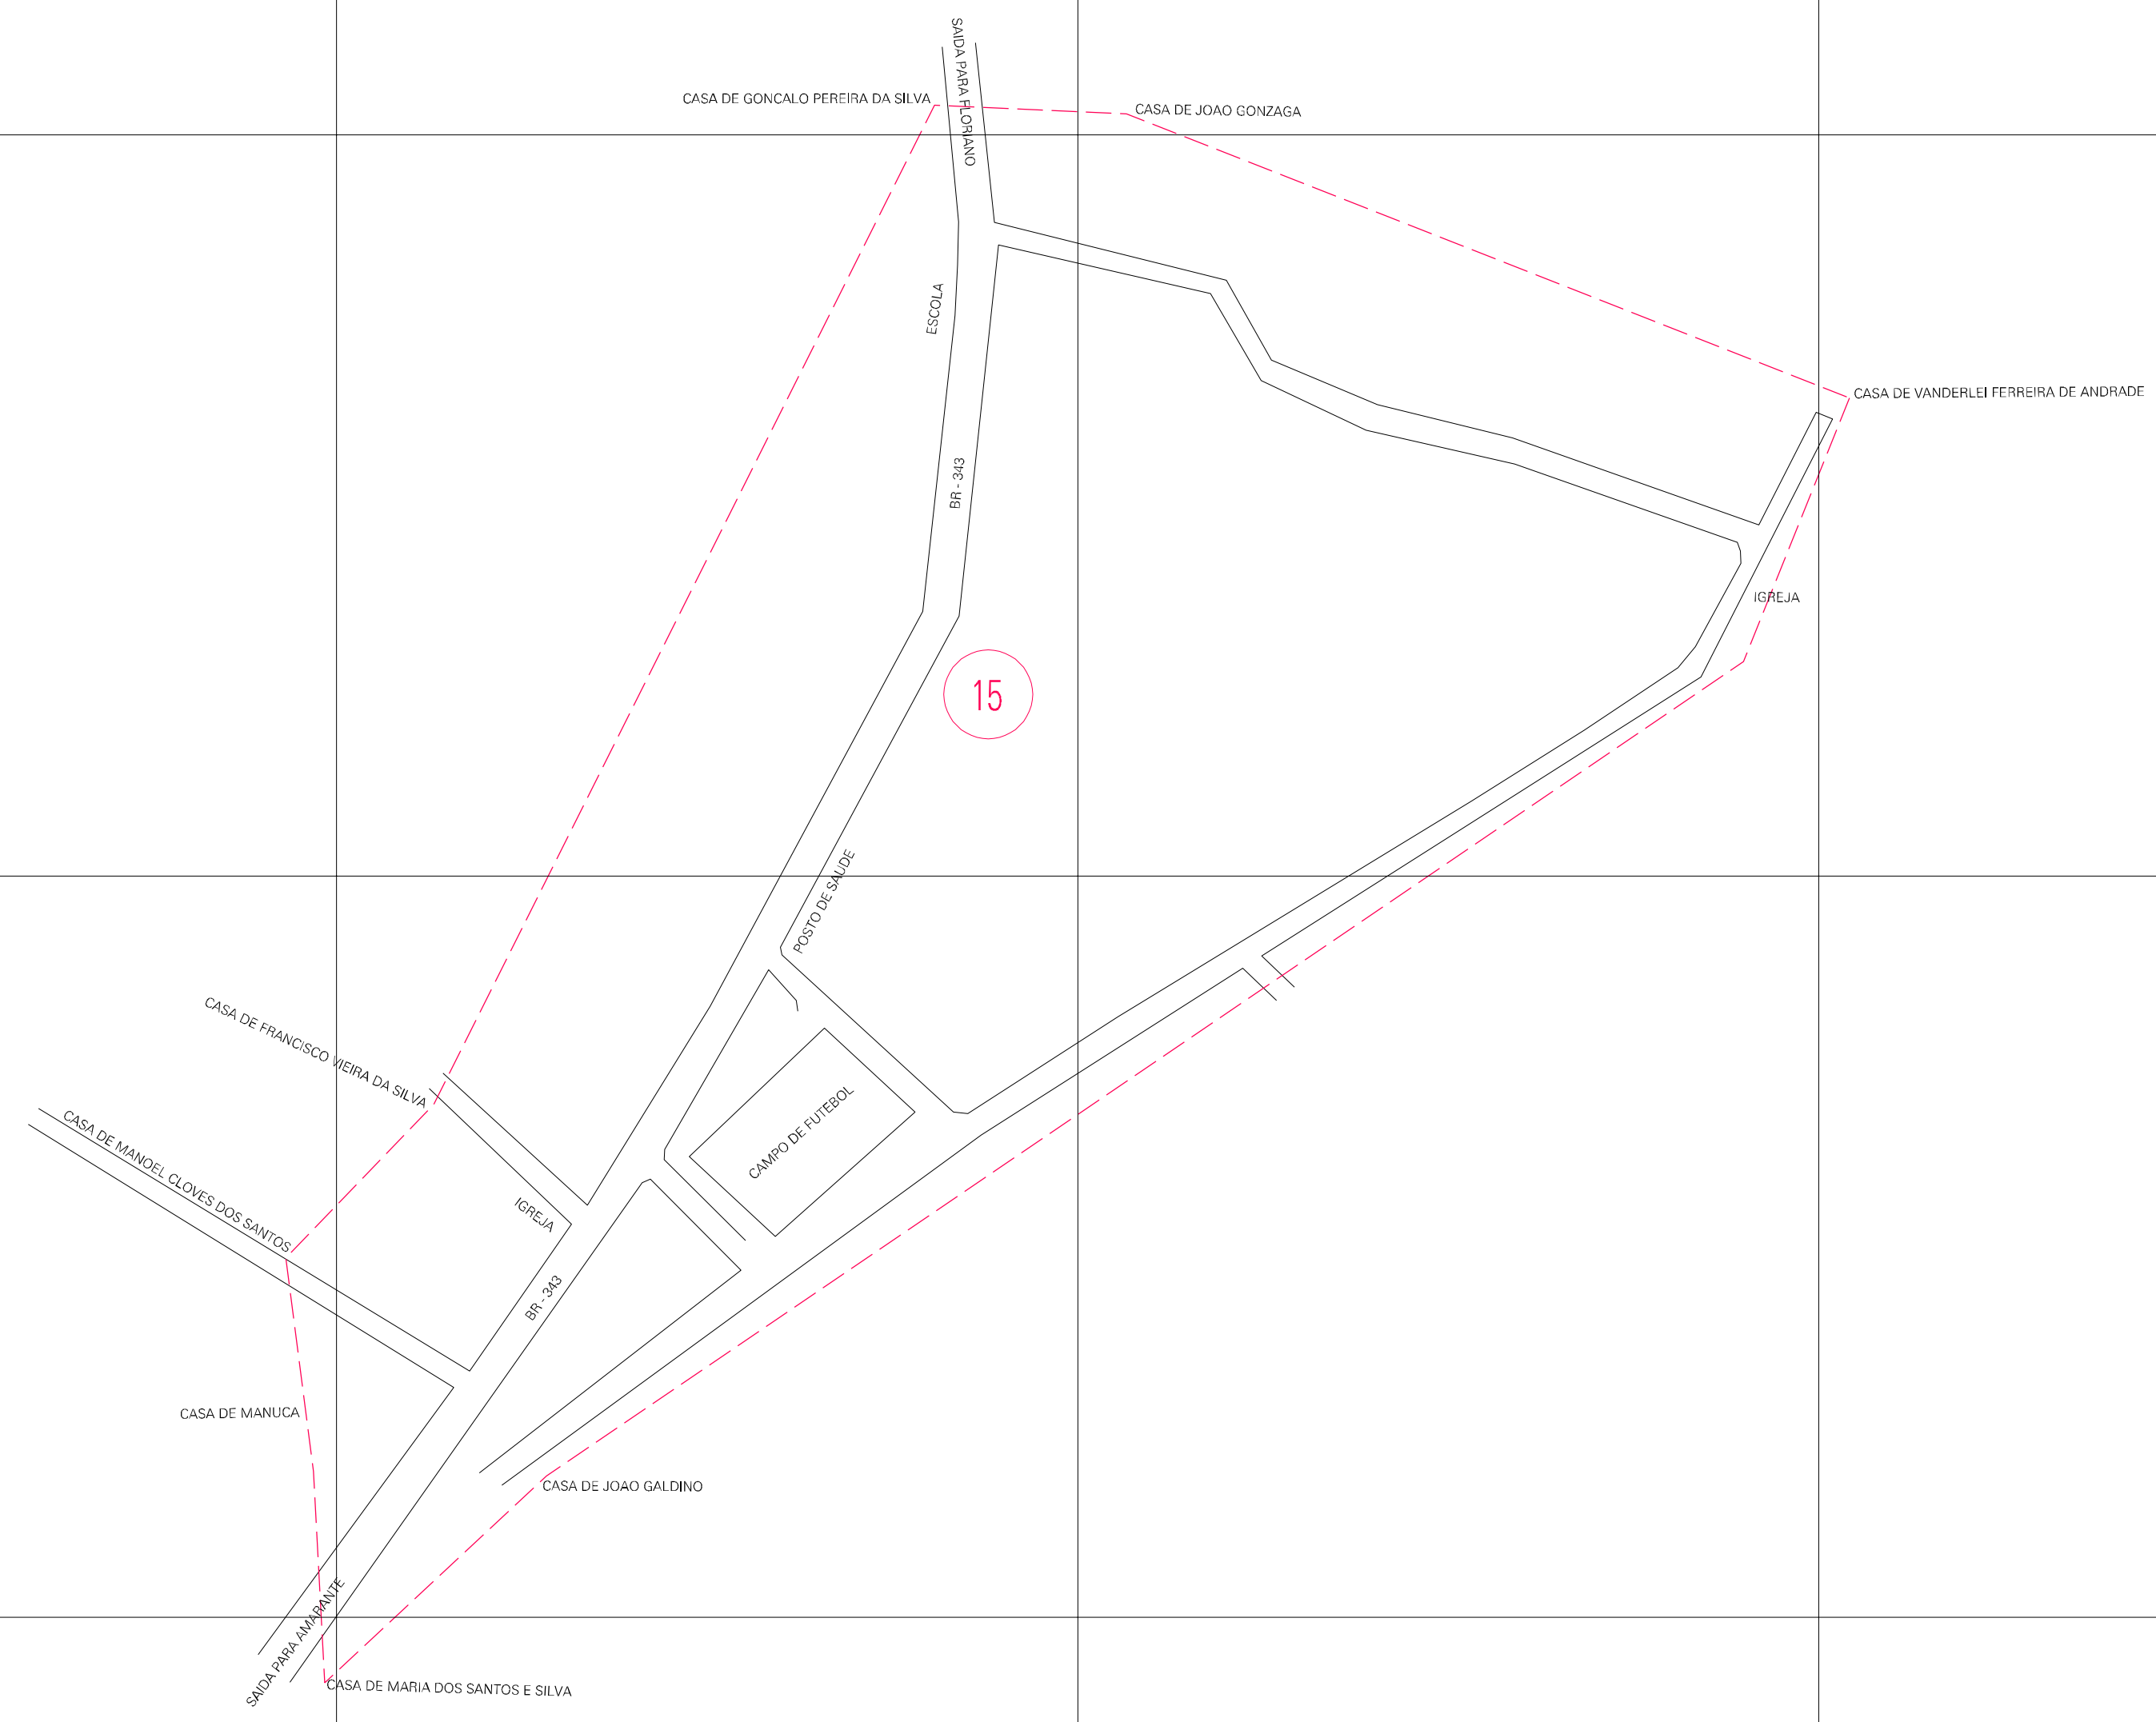 SAIDA PARA FLORIANO
CASA DE GONCALO PEREIRA DA SILVA
CASA DE JOAO GONZAGA
ESCOLA
CASA DE VANDERLEI FERREIRA DE ANDRADE
BR - 343
IGREJA
15
POSTO DE SAUDE
CASA DE FRANCISCO VIEIRA DA SILVA
CASA DE MANOEL CLOVES DOS SANTOS
CAMPO DE FUTEBOL
IGREJA
BR - 343
CASA DE MANUCA
CASA DE JOAO GALDINO
SAIDA PARA AMARANTE
CASA DE MARIA DOS SANTOS E SILVA